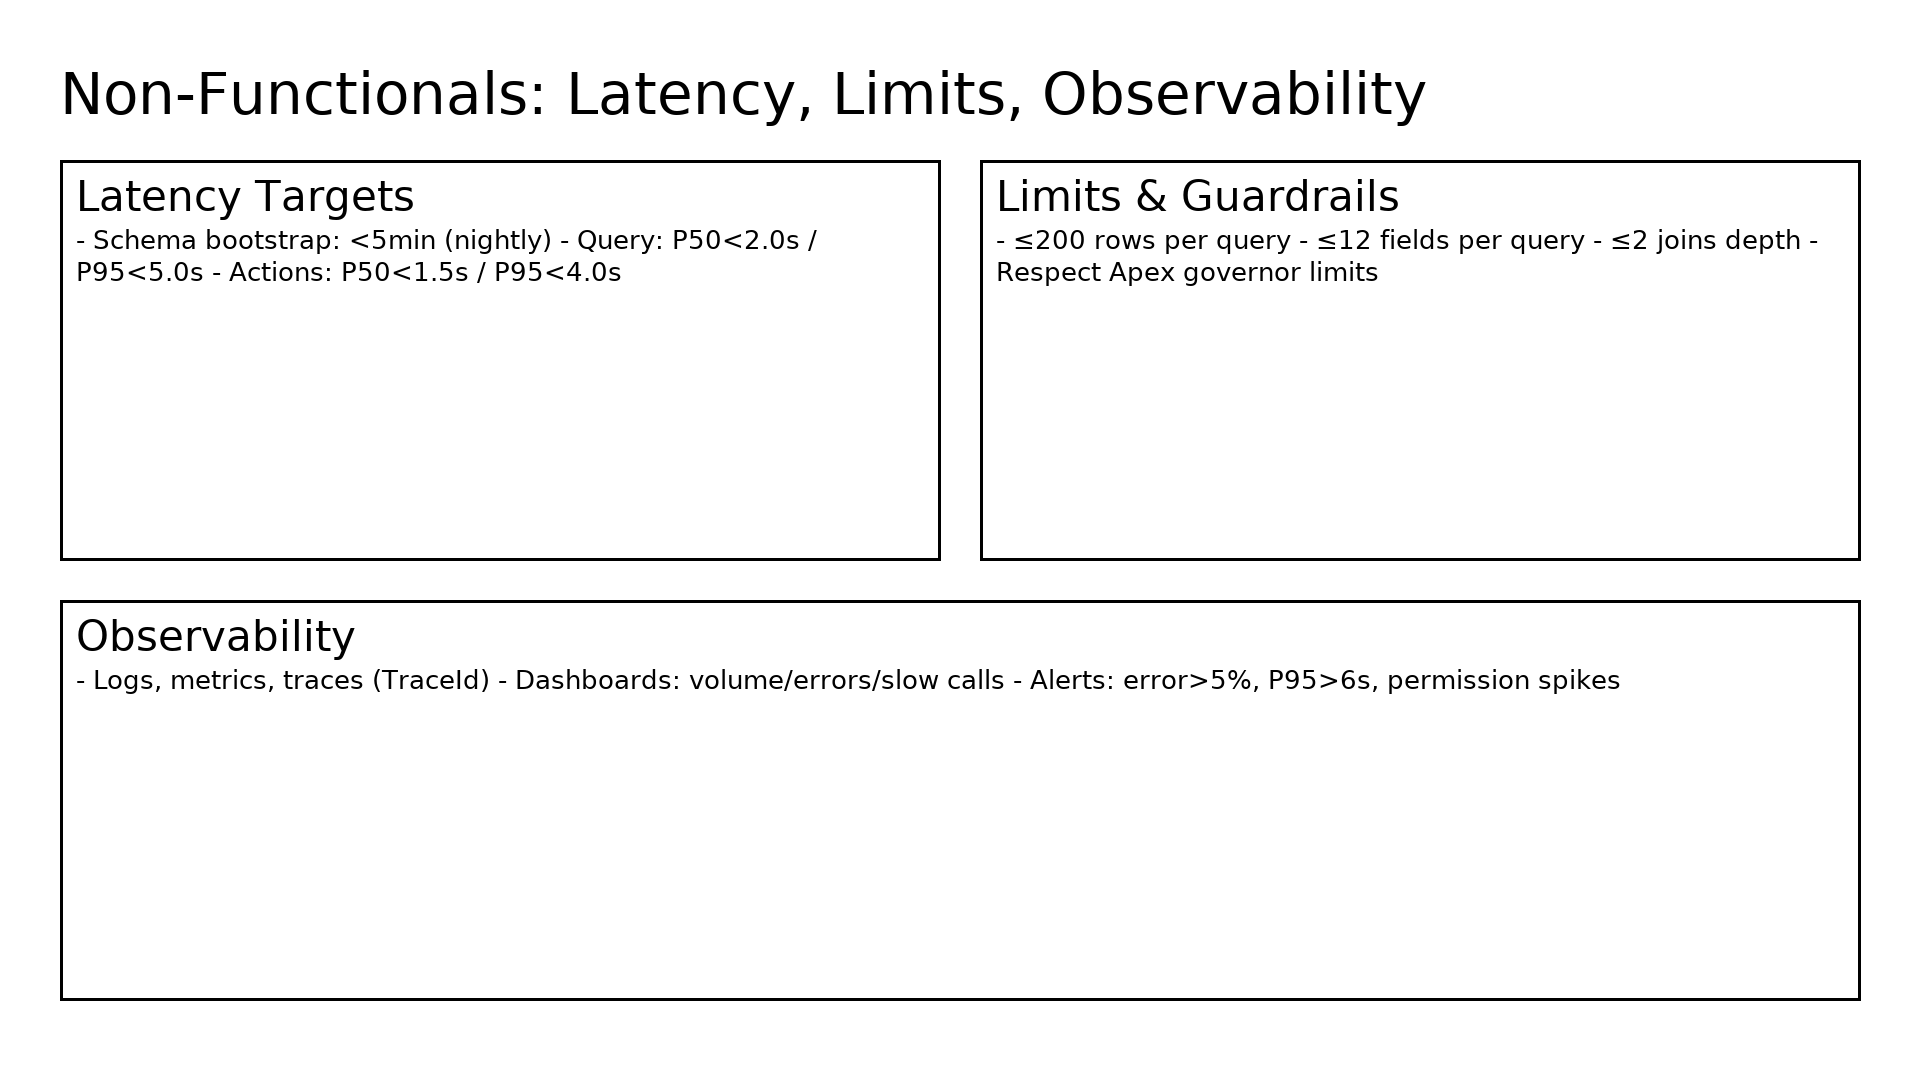 Non-Functionals: Latency, Limits, Observability
Latency Targets
- Schema bootstrap: <5min (nightly) - Query: P50<2.0s /
P95<5.0s - Actions: P50<1.5s / P95<4.0s
Limits & Guardrails
- ≤200 rows per query - ≤12 fields per query - ≤2 joins depth -
Respect Apex governor limits
Observability
- Logs, metrics, traces (TraceId) - Dashboards: volume/errors/slow calls - Alerts: error>5%, P95>6s, permission spikes